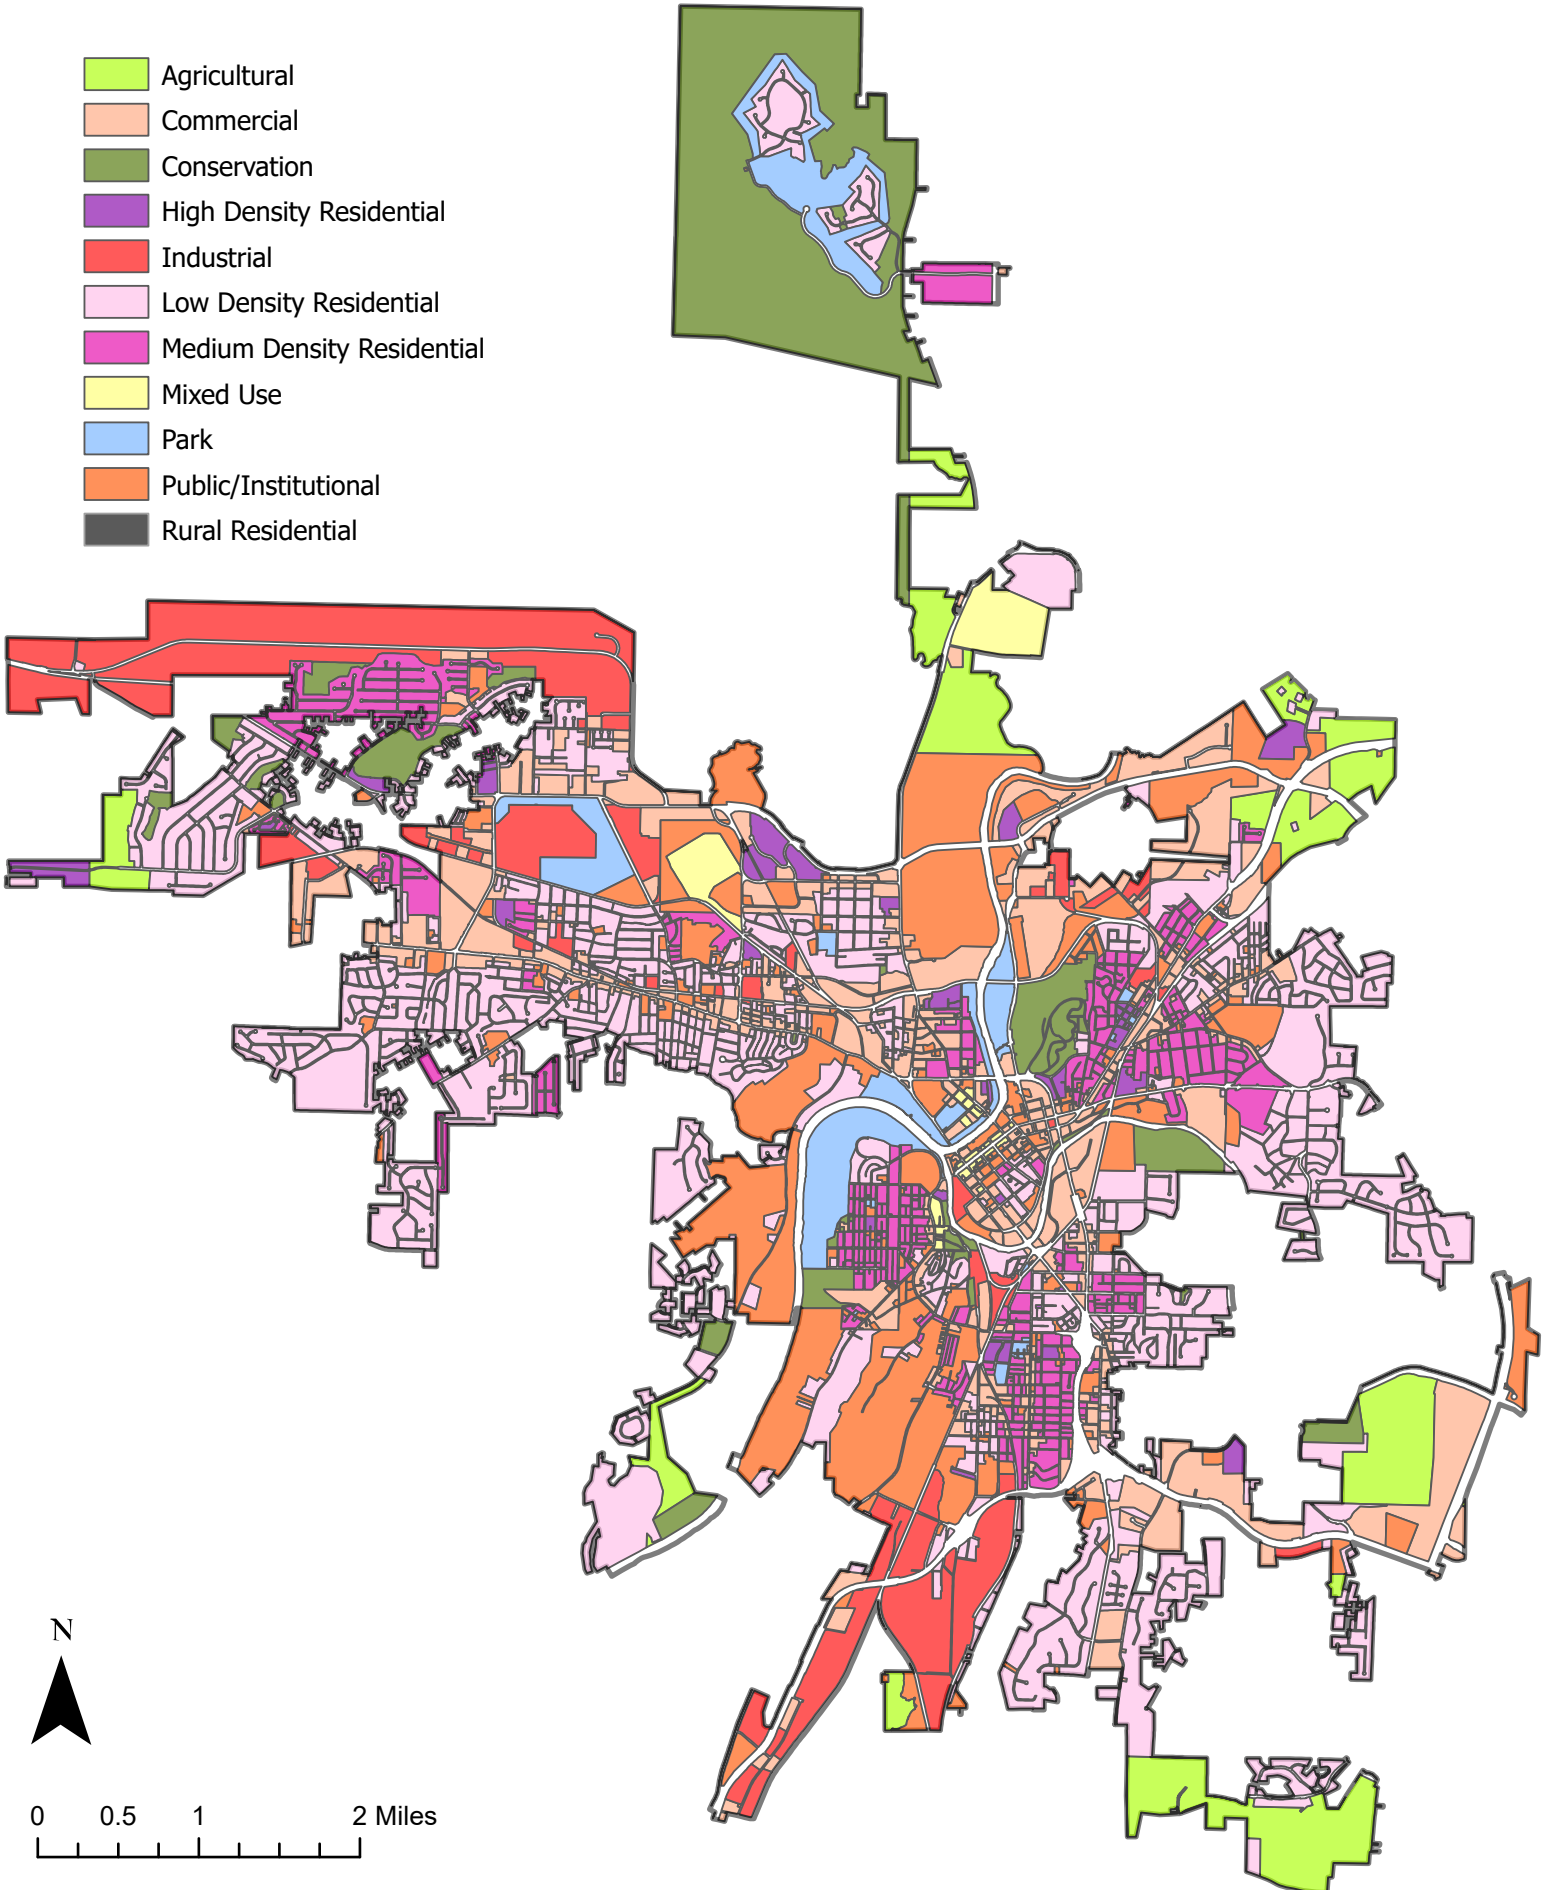 Agricultural
Commercial
Conservation
High Density Residential
Industrial
Low Density Residential
Medium Density Residential
Mixed Use
Park
Public/Institutional
Rural Residential
N
0 0.5 1 2 Miles